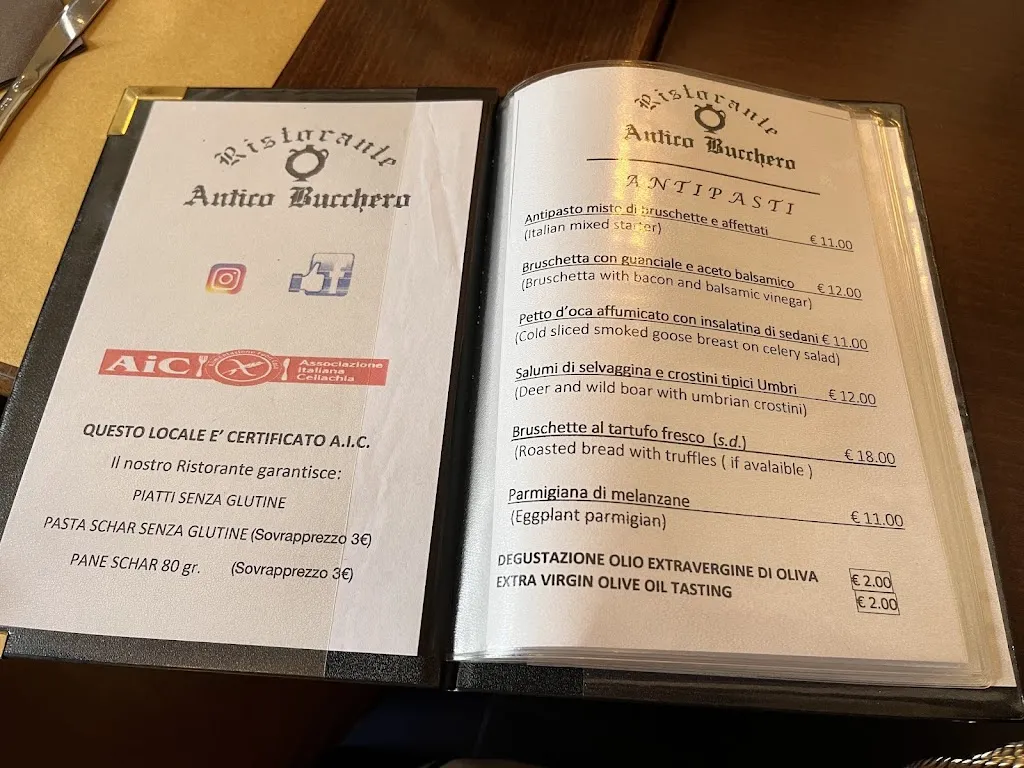 Ristorante
Antico Bucchero
AiC Associazione
Italiana
Celiachia
QUESTO LOCALE E' CERTIFICATO A.I.C.
Il nostro Ristorante garantisce:
PIATTI SENZA GLUTINE
PASTA SCHAR SENZA GLUTINE (Sovrapprezzo 3€)
PANE SCHAR 80 gr. (Sovrapprezzo 3€)
Ristorante
Antico Bucchero
ANTIPASTI
Antipasto misto di bruschette e affettati € 11.00
(Italian mixed starter)
Bruschetta con guanciale e aceto balsamico € 12.00
(Bruschetta with bacon and balsamic vinegar)
Petto d'oca affumicato con insalatina di sedani € 11.00
(Cold sliced smoked goose breast on celery salad)
Salumi di selvaggina e crostini tipici Umbri € 12.00
(Deer and wild boar with umbrian crostini)
Bruschette al tartufo fresco (s.d.) € 18.00
(Roasted bread with truffles ( if avalaible )
Parmigiana di melanzane € 11.00
(Eggplant parmigian)
DEGUSTAZIONE OLIO EXTRAVERGINE DI OLIVA € 2.00
EXTRA VIRGIN OLIVE OIL TASTING € 2.00